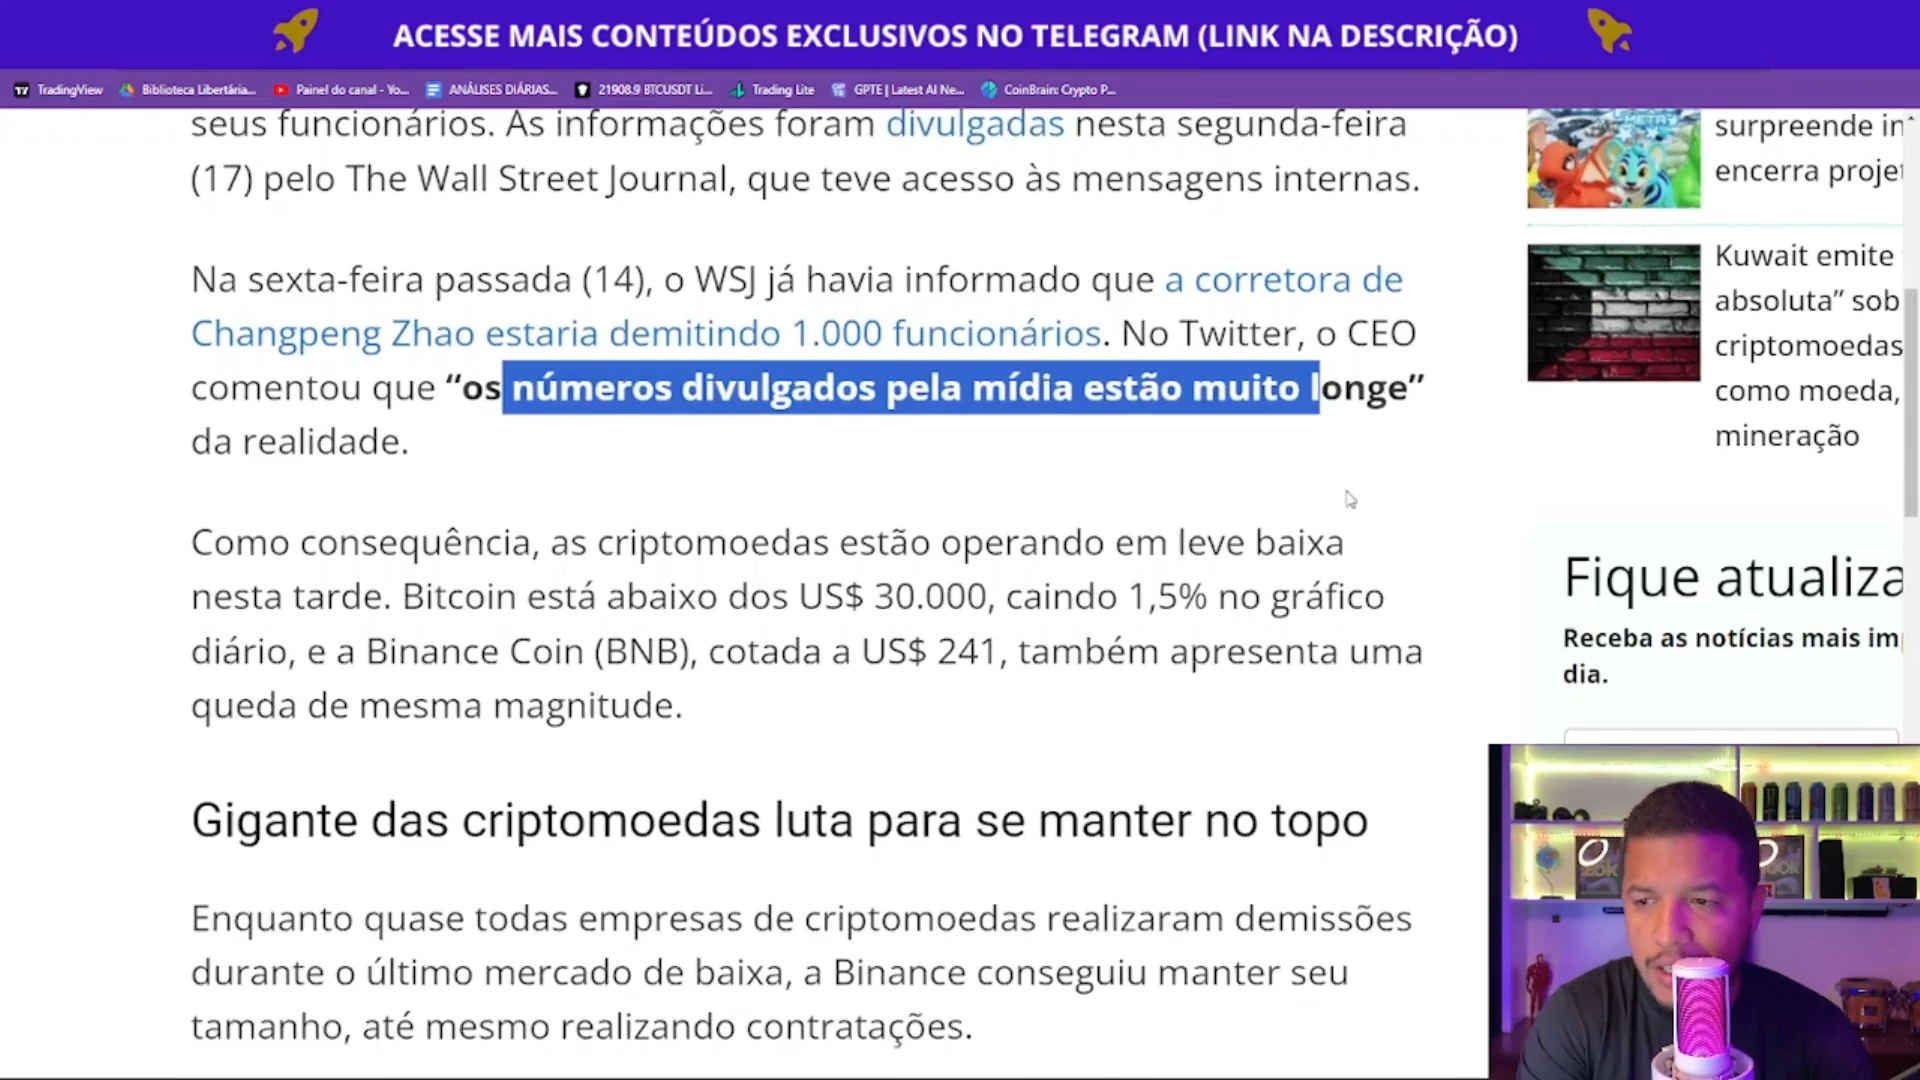 ACESSE MAIS CONTEÚDOS EXCLUSIVOS NO TELEGRAM (LINK NA DESCRIÇÃO)
TradingView
Biblioteca Libertária...
Painel do canal - Yo...
ANÁLISES DIÁRIAS...
21908.9 BTCUSDT Li...
Trading Lite
GPTE | Latest AI Ne...
CoinBrain: Crypto P...
seus funcionários. As informações foram divulgadas nesta segunda-feira
(17) pelo The Wall Street Journal, que teve acesso às mensagens internas.
Na sexta-feira passada (14), o WSJ já havia informado que a corretora de
Changpeng Zhao estaria demitindo 1.000 funcionários. No Twitter, o CEO
comentou que “os números divulgados pela mídia estão muito longe”
da realidade.
Como consequência, as criptomoedas estão operando em leve baixa
nesta tarde. Bitcoin está abaixo dos US$ 30.000, caindo 1,5% no gráfico
diário, e a Binance Coin (BNB), cotada a US$ 241, também apresenta uma
queda de mesma magnitude.
Gigante das criptomoedas luta para se manter no topo
Enquanto quase todas empresas de criptomoedas realizaram demissões
durante o último mercado de baixa, a Binance conseguiu manter seu
tamanho, até mesmo realizando contratações.
surpreende in
encerra proje
Kuwait emite
absoluta” sob
criptomoedas
como moeda,
mineração
Fique atualiza
Receba as notícias mais im
dia.